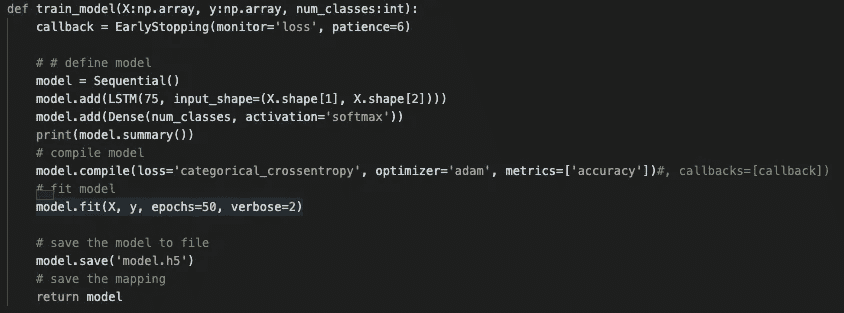 def train_model(X:np.array, y:np.array, num_classes:int):
callback = EarlyStopping(monitor='loss', patience=6)
# # define model
model = Sequential()
model.add(LSTM(75, input_shape=(X.shape[1], X.shape[2])))
model.add(Dense(num_classes, activation='softmax'))
print(model.summary())
# compile model
model.compile(loss='categorical_crossentropy', optimizer='adam', metrics=['accuracy'])#, callbacks=[callback])
# fit model
model.fit(X, y, epochs=50, verbose=2)
# save the model to file
model.save('model.h5')
# save the mapping
return model